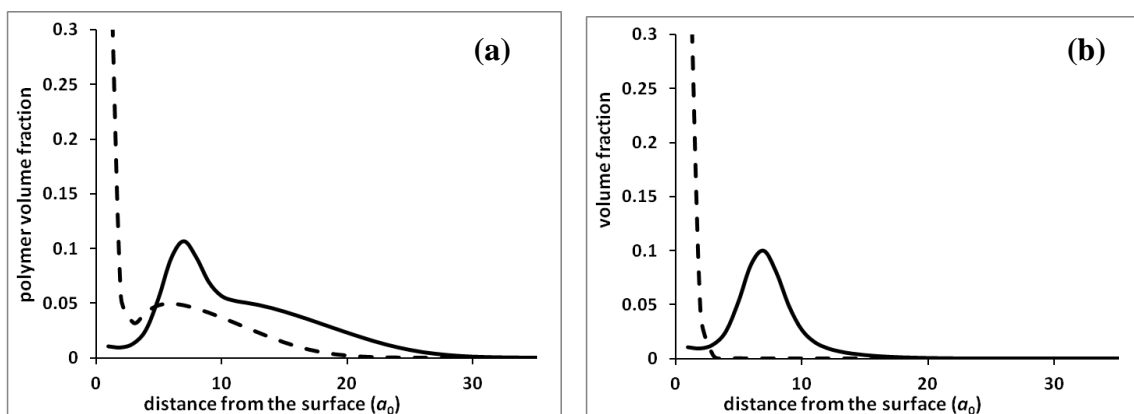 (a)
polymer volume fraction
0.3
0.25
0.2
0.15
0.1
0.05
0
0 10 20 30
distance from the surface (a0)
(b)
volume fraction
0.3
0.25
0.2
0.15
0.1
0.05
0
0 10 20 30
distance from the surface (a0)